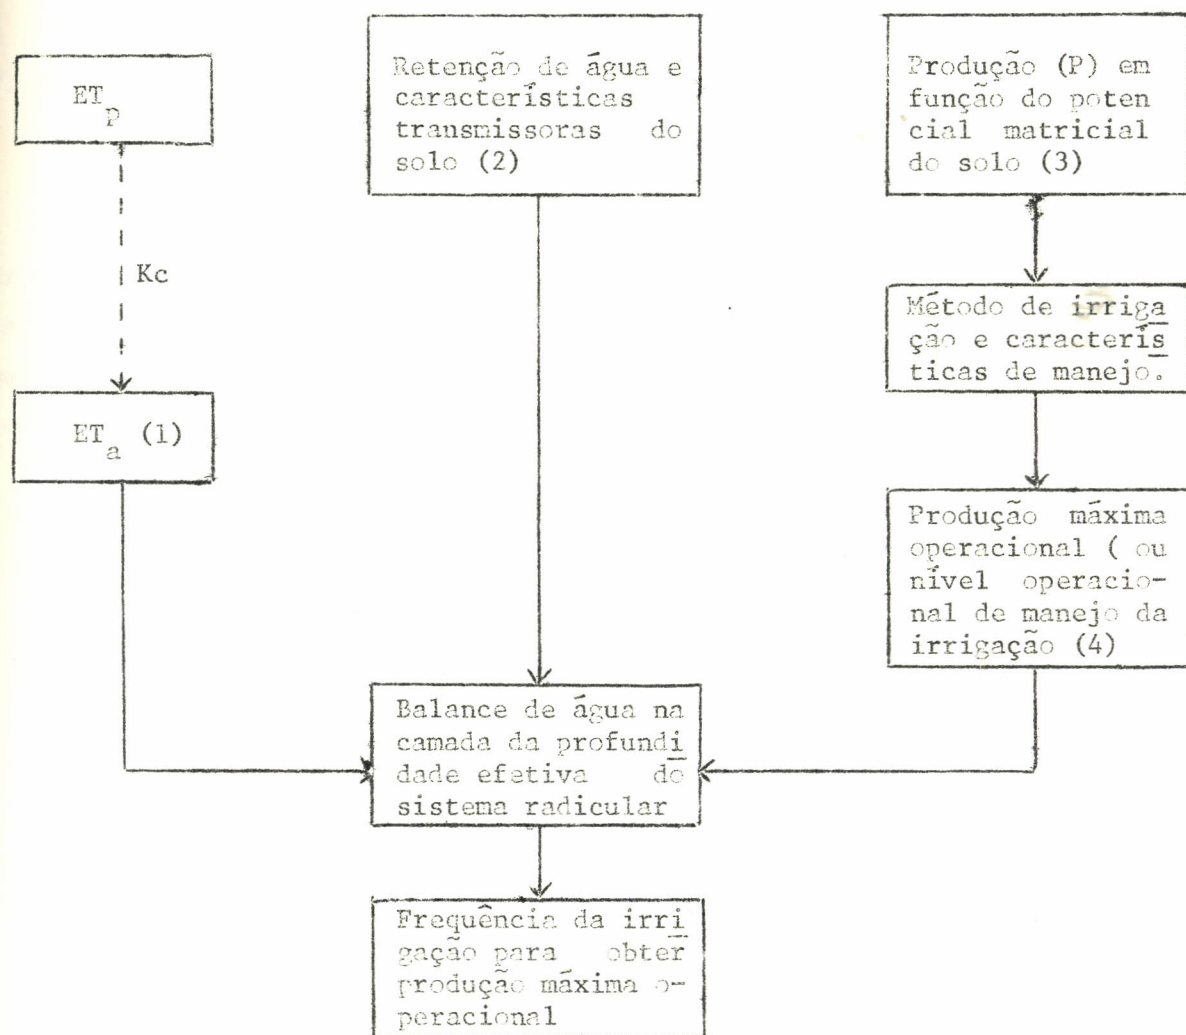 ET
p
Kc
ET
a
(1)
Retenção de água e
características
transmissoras do
solo (2)
Produção (P) em
função do poten
cial matricial
do solo (3)
Método de irriga
ção e caracterís
ticas de manejo.
Produção máxima
operacional ( ou
nível operacio-
nal de manejo da
irrigação (4)
Balance de água na
camada da profundi
dade efetiva do
sistema radicular
Frequência da irri
gação para obter
produção máxima o-
peracional